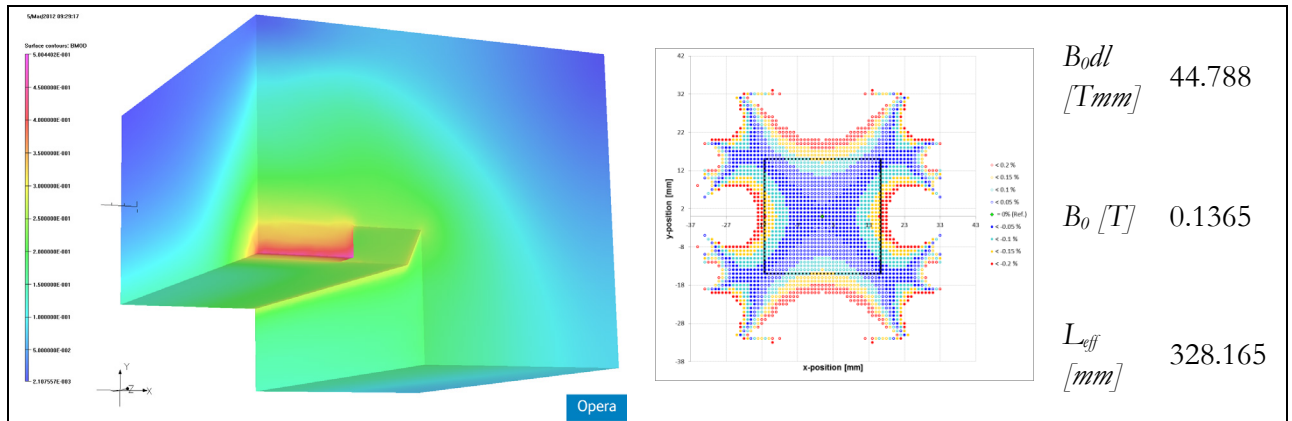 5/Mar/2012 09:29:17
Surface contours: BMOD
5.004402E-001
4.500000E-001
4.000000E-001
3.500000E-001
3.000000E-001
2.500000E-001
2.000000E-001
1.500000E-001
1.000000E-001
5.000000E-002
2.107557E-003
Y
Z
X
Opera
y-position [mm]
42
32
22
12
2
-8
-18
-28
-38
-37
-27
13
23
33
43
x-position [mm]
< 0.2 %
< 0.15 %
< 0.1 %
< 0.05 %
= 0% (Ref.)
< -0.05 %
< -0.1 %
< -0.15 %
< -0.2 %
B₀dl 44.788
[Tmm]
B₀ [T] 0.1365
L_eff 328.165
[mm]